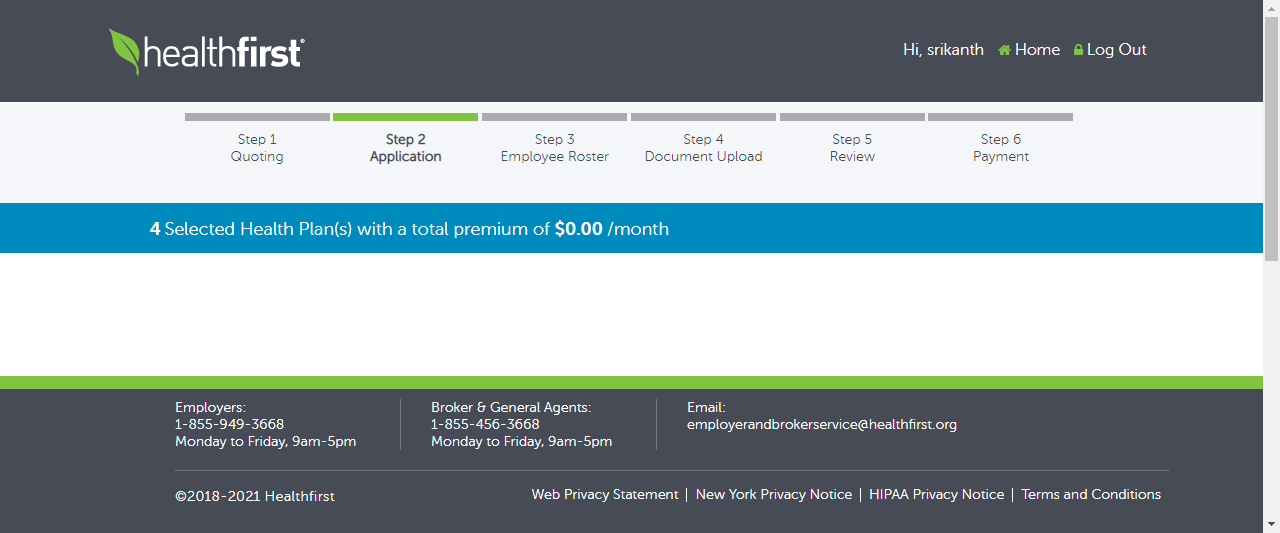 healthfirst®
Hi, srikanth Home Log Out
Step 1
Quoting
Step 2
Application
Step 3
Employee Roster
Step 4
Document Upload
Step 5
Review
Step 6
Payment
4 Selected Health Plan(s) with a total premium of $0.00 /month
Employers:
1-855-949-3668
Monday to Friday, 9am-5pm
Broker & General Agents:
1-855-456-3668
Monday to Friday, 9am-5pm
Email:
employerandbrokerservice@healthfirst.org
©2018-2021 Healthfirst
Web Privacy Statement | New York Privacy Notice | HIPAA Privacy Notice | Terms and Conditions